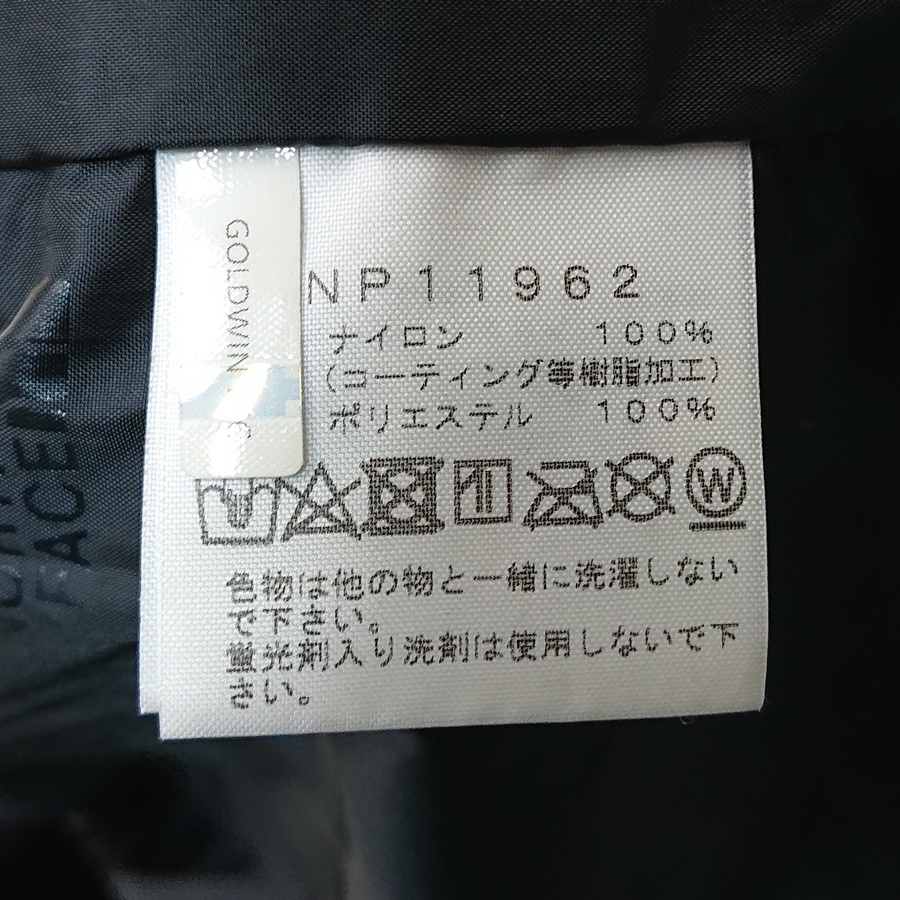 GOLDWIN
NP11962
ナイロン 100%
(コーティング等樹脂加工)
ポリエステル 100%
W
色物は他の物と一緒に洗濯しない
で下さい。
蛍光剤入り洗剤は使用しないで下
さい。
FACE